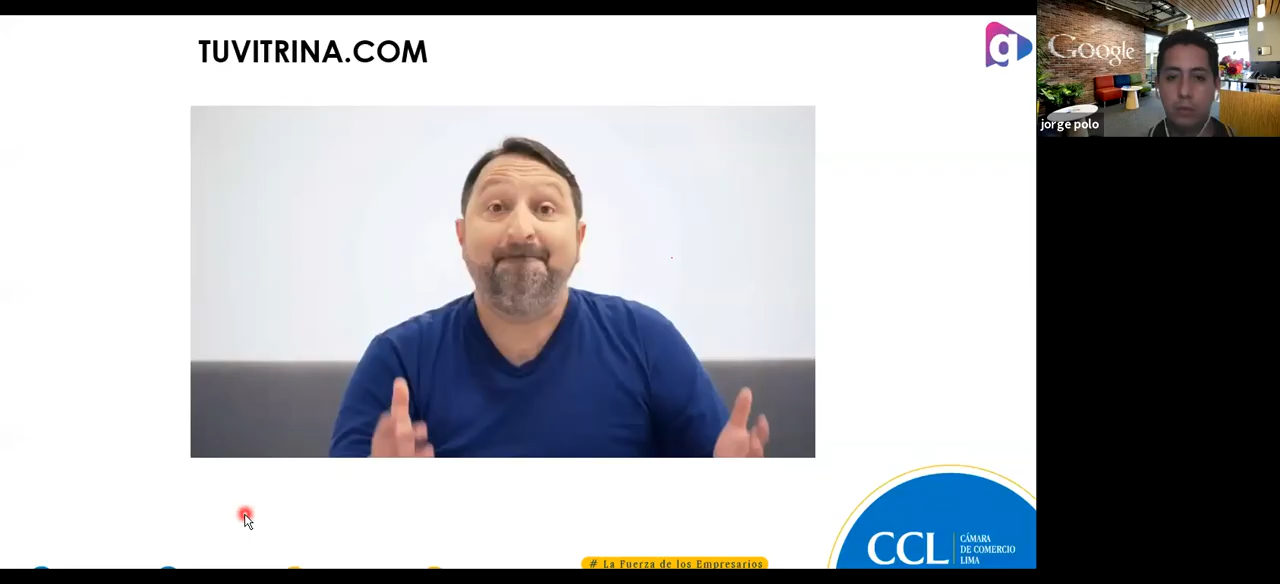 TUVITRINA.COM
g
Google
jorge polo
CCL
CÁMARA
DE COMERCIO
LIMA
# La Fuerza de los Empresarios